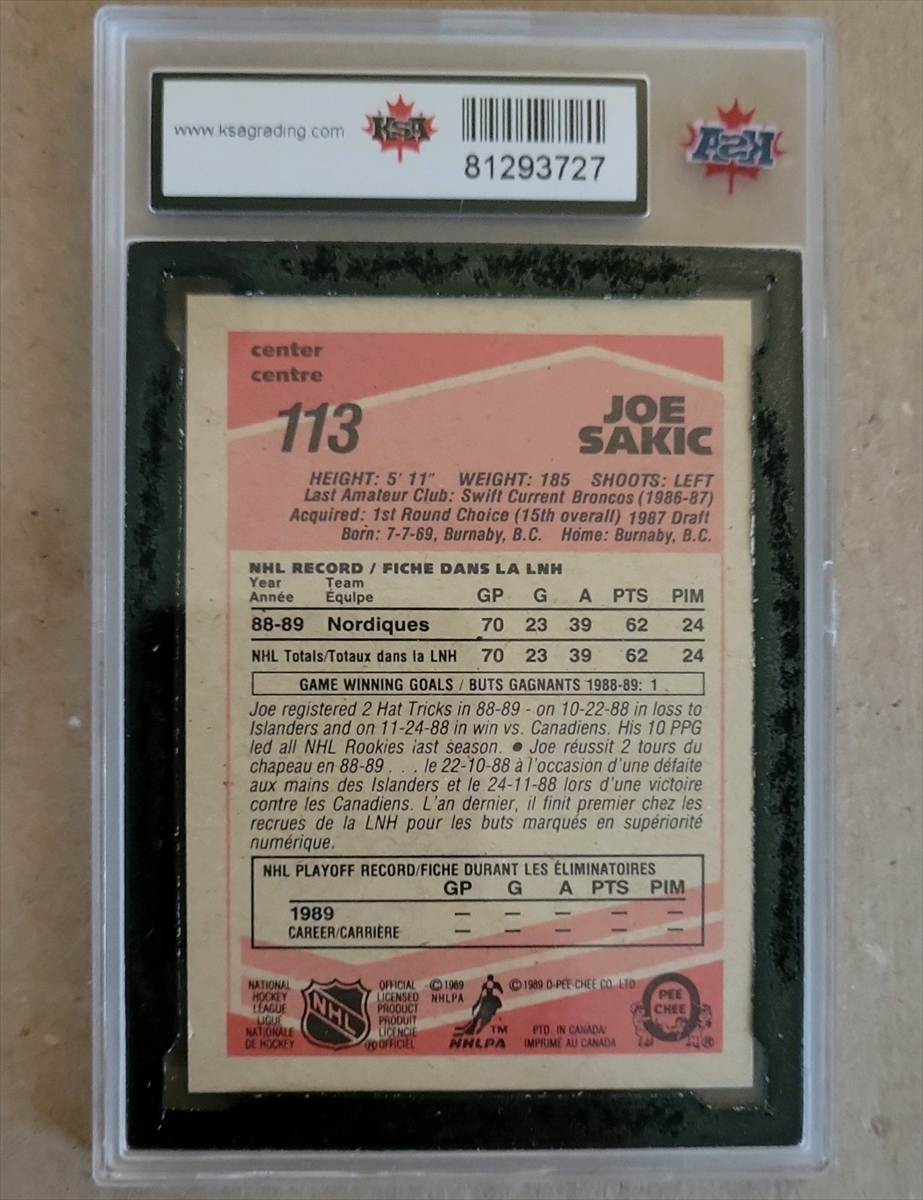 www.ksagrading.com
KSA
81293727
KSA
center
centre
113
JOE
SAKIC
HEIGHT: 5' 11" WEIGHT: 185 SHOOTS: LEFT
Last Amateur Club: Swift Current Broncos (1986-87)
Acquired: 1st Round Choice (15th overall) 1987 Draft
Born: 7-7-69, Burnaby, B.C. Home: Burnaby, B.C.
NHL RECORD / FICHE DANS LA LNH
Year Team
Année Équipe GP G A PTS PIM
88-89 Nordiques 70 23 39 62 24
NHL Totals/Totaux dans la LNH 70 23 39 62 24
GAME WINNING GOALS / BUTS GAGNANTS 1988-89: 1
Joe registered 2 Hat Tricks in 88-89 - on 10-22-88 in loss to
Islanders and on 11-24-88 in win vs. Canadiens. His 10 PPG
led all NHL Rookies last season. ● Joe réussit 2 tours du
chapeau en 88-89 . . . le 22-10-88 à l'occasion d'une défaite
aux mains des Islanders et le 24-11-88 lors d'une victoire
contre les Canadiens. L'an dernier, il finit premier chez les
recrues de la LNH pour les buts marqués en supériorité
numérique.
NHL PLAYOFF RECORD/FICHE DURANT LES ÉLIMINATOIRES
GP G A PTS PIM
1989 — — — — —
CAREER/CARRIÈRE — — — — —
NATIONAL
HOCKEY
LEAGUE
LIGUE
NATIONALE
DE HOCKEY
NHL
OFFICIAL
LICENSED
PRODUCT
PRODUIT
LICENCIÉ
OFFICIEL
© 1989
NHLPA
TM
NHLPA
© 1989 O-PEE-CHEE CO. LTD.
PTD. IN CANADA/
IMPRIMÉ AU CANADA
O
PEE
CHEE
®